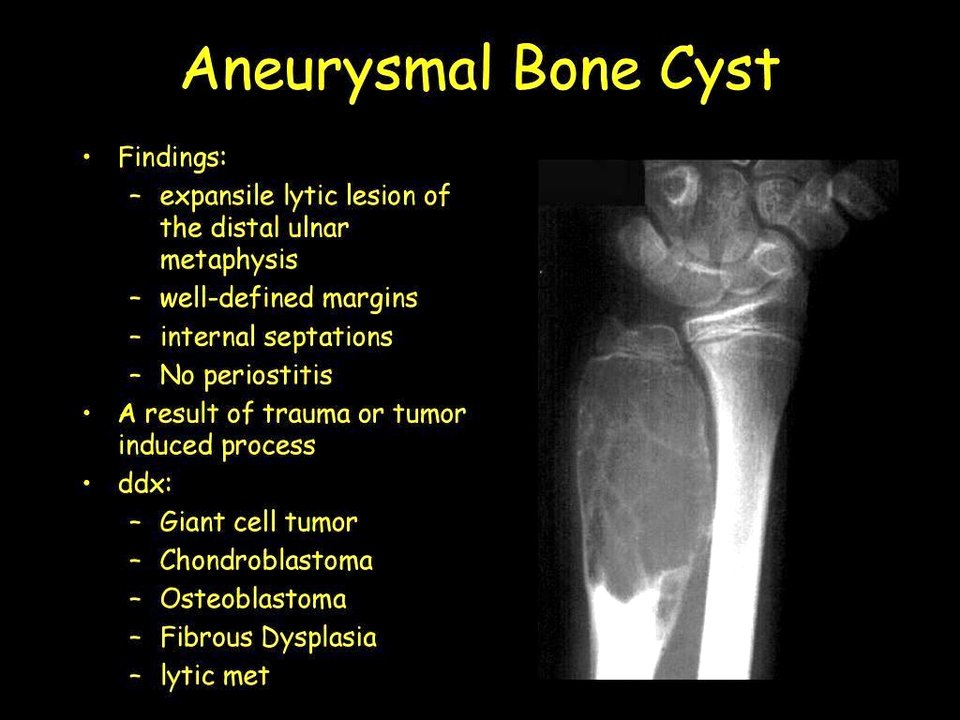 Aneurysmal Bone Cyst
• Findings:
– expansile lytic lesion of
the distal ulnar
metaphysis
– well-defined margins
– internal septations
– No periostitis
• A result of trauma or tumor
induced process
• ddx:
– Giant cell tumor
– Chondroblastoma
– Osteoblastoma
– Fibrous Dysplasia
– lytic met